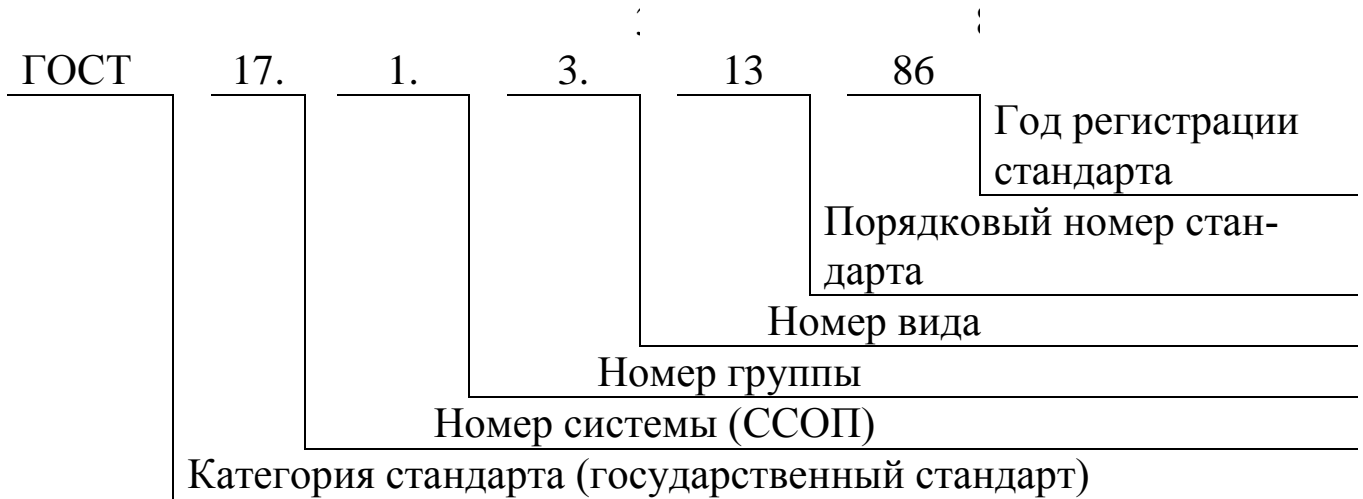 ГОСТ 17. 1. 3. 13 86
Год регистрации
стандарта
Порядковый номер стан-
дарта
Номер вида
Номер группы
Номер системы (ССОП)
Категория стандарта (государственный стандарт)